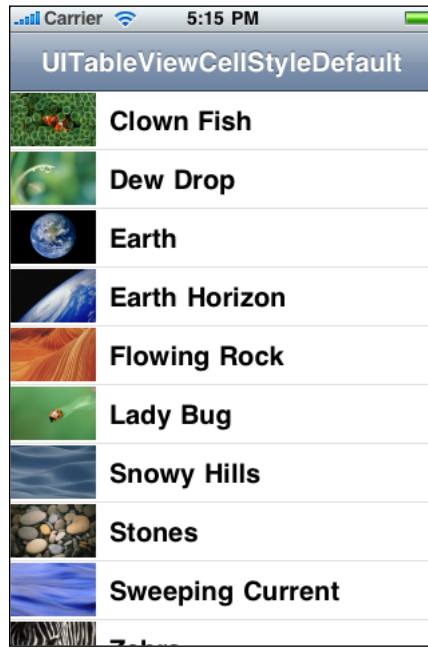 Carrier 5:15 PM
UITableViewCellStyleDefault
Clown Fish
Dew Drop
Earth
Earth Horizon
Flowing Rock
Lady Bug
Snowy Hills
Stones
Sweeping Current
Zebra